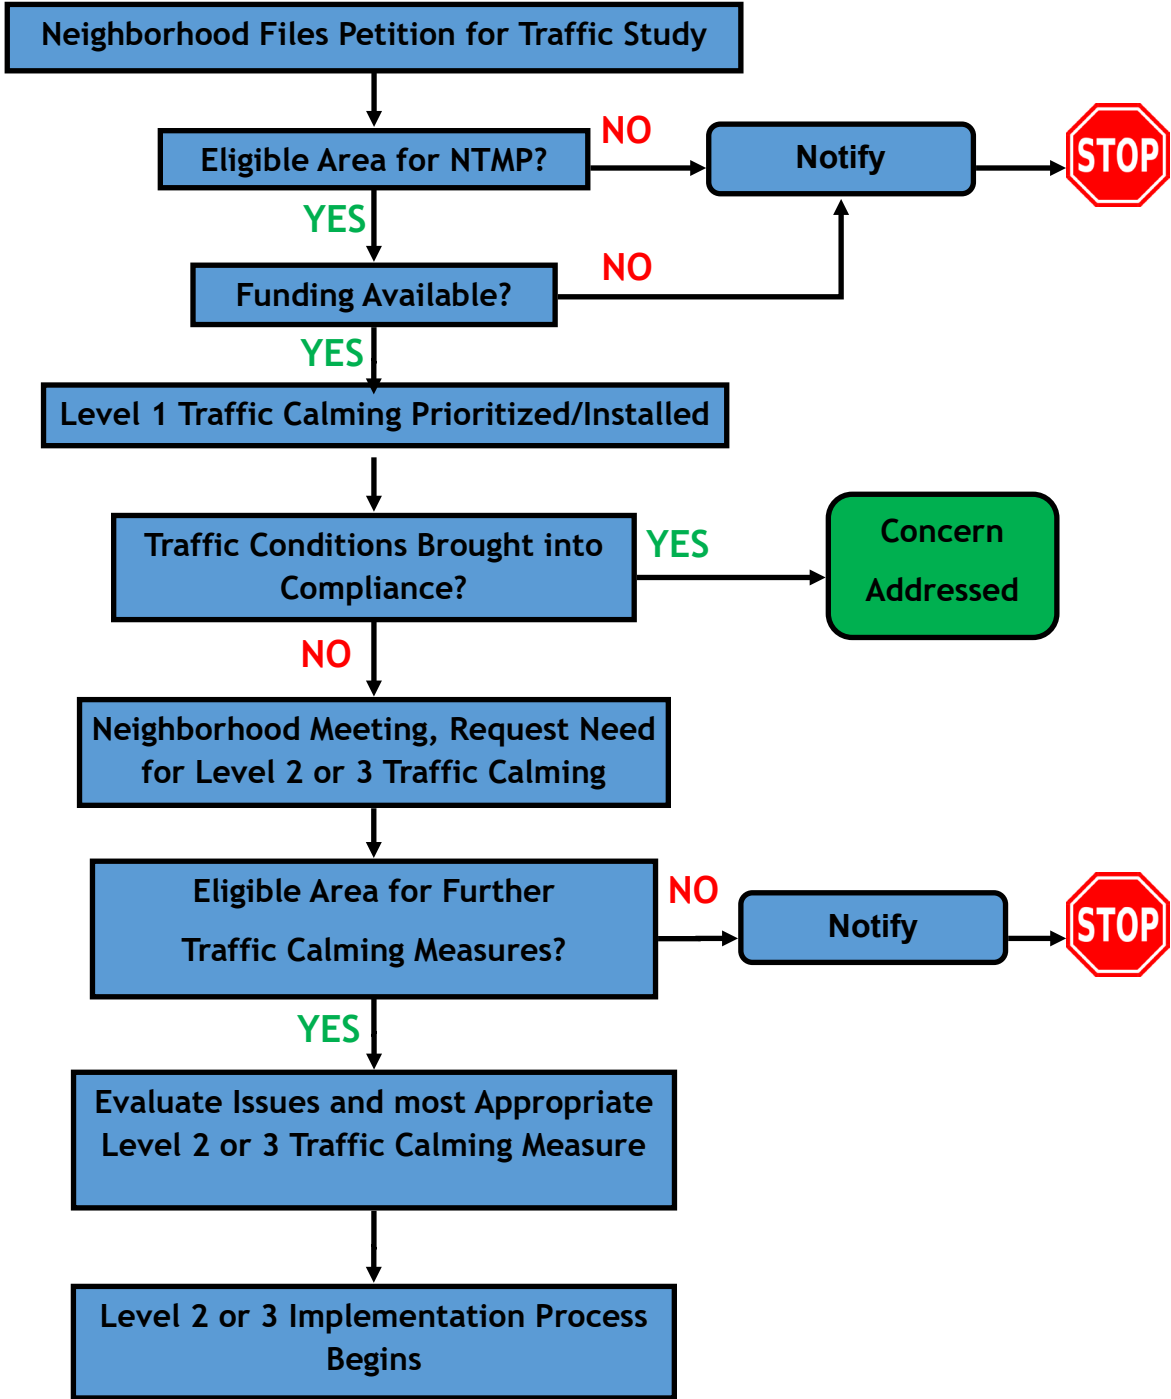 Neighborhood Files Petition for Traffic Study
Eligible Area for NTMP?
NO
Notify
STOP
YES
Funding Available?
NO
YES
Level 1 Traffic Calming Prioritized/Installed
Traffic Conditions Brought into
Compliance?
YES
Concern
Addressed
NO
Neighborhood Meeting, Request Need
for Level 2 or 3 Traffic Calming
Eligible Area for Further
Traffic Calming Measures?
NO
Notify
STOP
YES
Evaluate Issues and most Appropriate
Level 2 or 3 Traffic Calming Measure
Level 2 or 3 Implementation Process
Begins